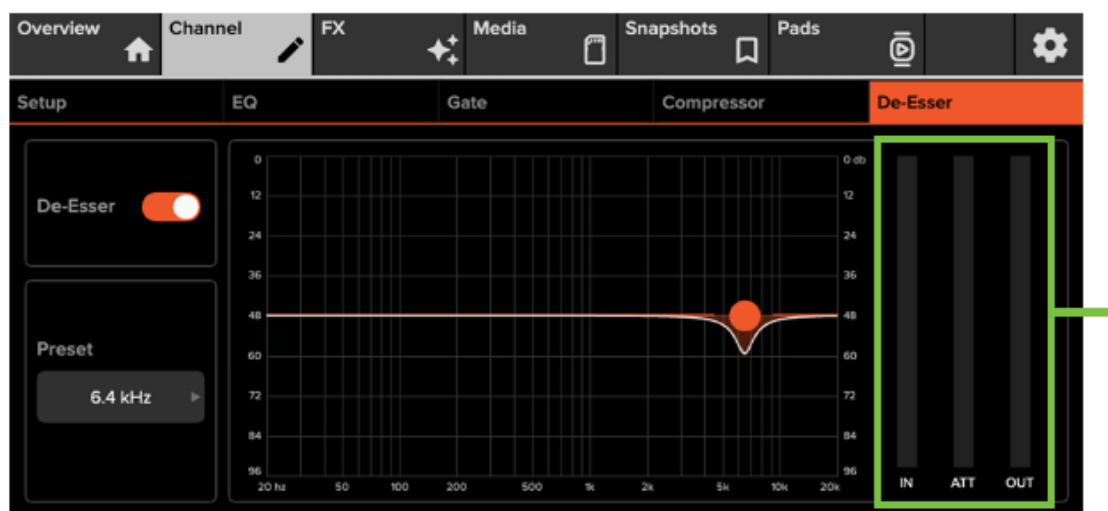 Overview Channel FX Media Snapshots Pads
Setup EQ Gate Compressor De-Esser
De-Esser
Preset
6.4 kHz
0 0 db
12 12
24 24
36 36
48 48
60 60
72 72
84 84
96 96
20 hz 50 100 200 500 1k 2k 5k 10k 20k
IN ATT OUT